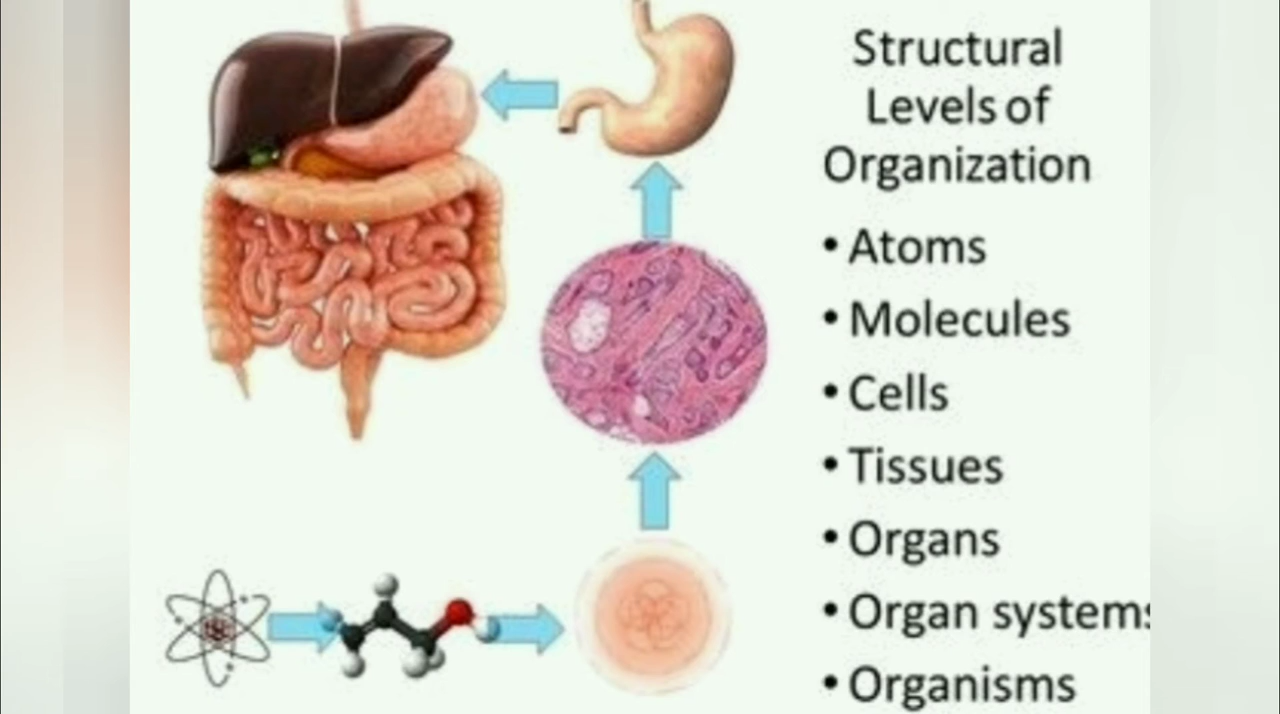 Structural
Levels of
Organization
• Atoms
• Molecules
• Cells
• Tissues
• Organs
• Organ systems
• Organisms